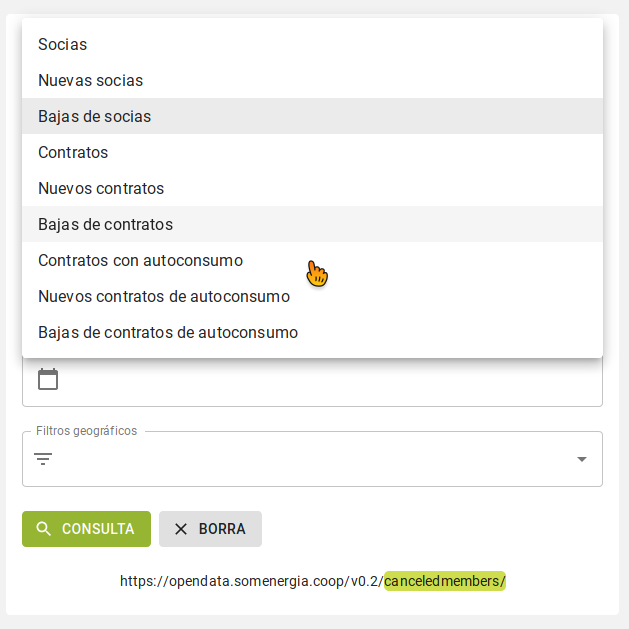 Socias
Nuevas socias
Bajas de socias
Contratos
Nuevos contratos
Bajas de contratos
Contratos con autoconsumo
Nuevos contratos de autoconsumo
Bajas de contratos de autoconsumo
Filtros geográficos
CONSULTA
BORRA
https://opendata.somenergia.coop/v0.2/canceledmembers/